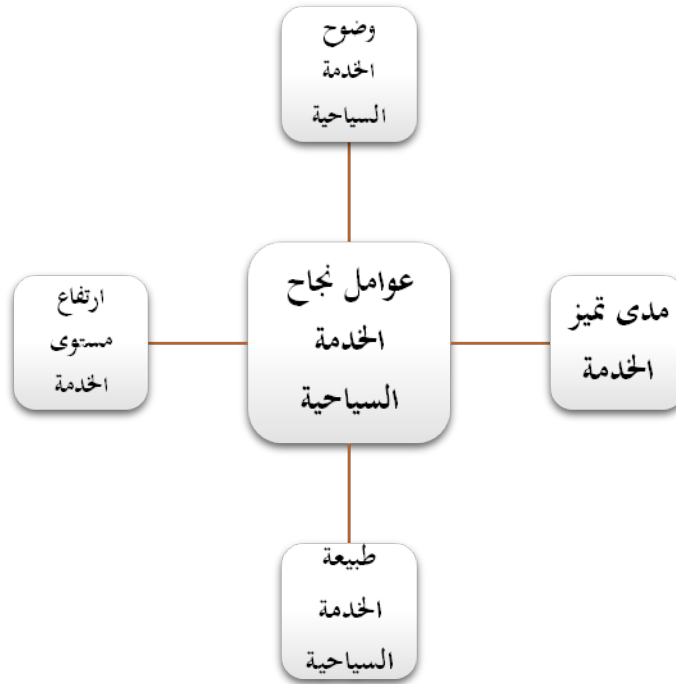 وضوح
الخدمة
السياحية
عوامل نجاح
الخدمة
السياحية
مدى تميز
الخدمة
ارتفاع
مستوى
الخدمة
طبيعة
الخدمة
السياحية